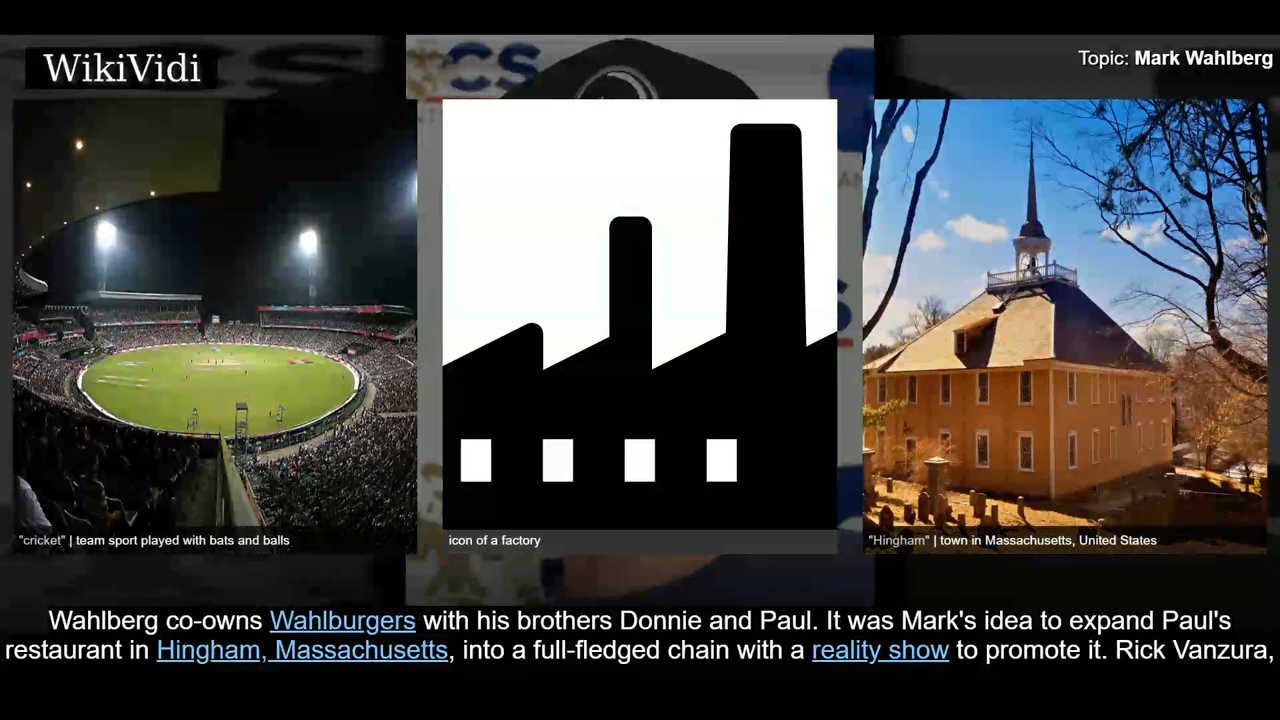 WikiVidi
Topic: Mark Wahlberg
CS
"cricket" | team sport played with bats and balls
icon of a factory
"Hingham" | town in Massachusetts, United States
Wahlberg co-owns Wahlburgers with his brothers Donnie and Paul. It was Mark's idea to expand Paul's
restaurant in Hingham, Massachusetts, into a full-fledged chain with a reality show to promote it. Rick Vanzura,